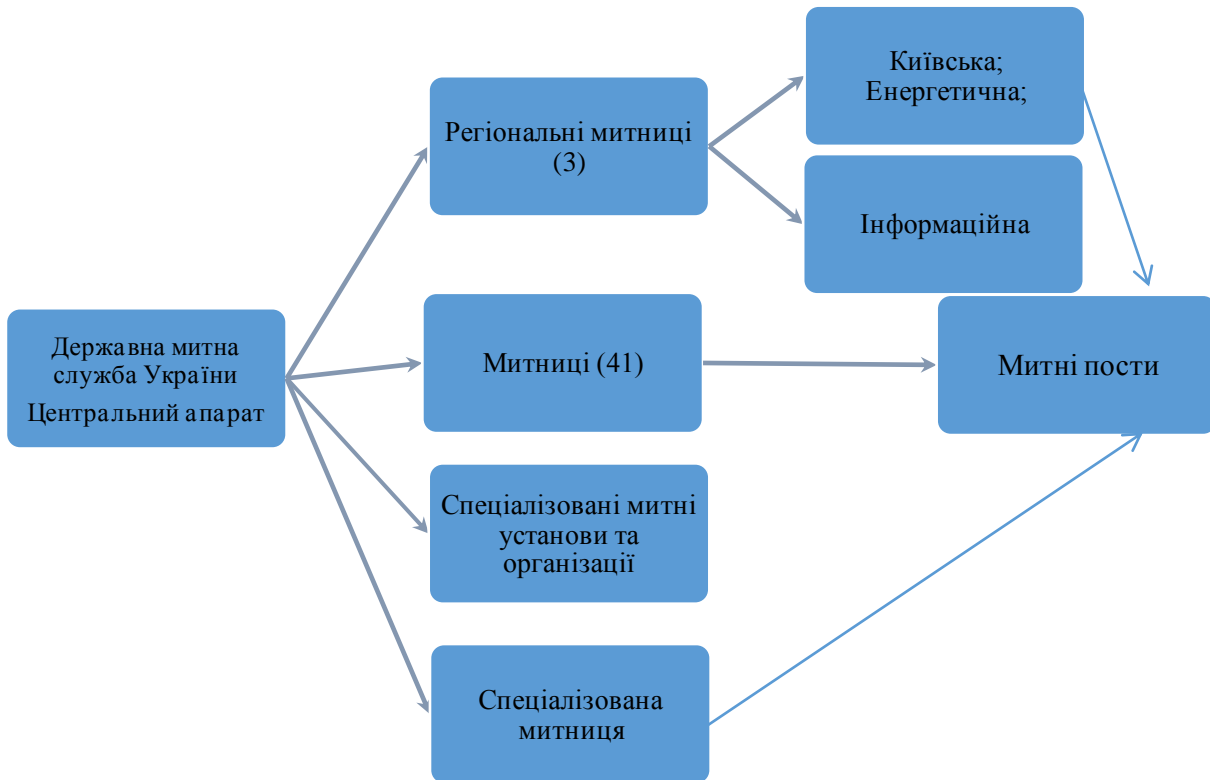 Державна митна
служба України
Центральний апарат
Регіональні митниці
(3)
Київська;
Енергетична;
Інформаційна
Митниці (41)
Митні пости
Спеціалізовані митні
установи та
організації
Спеціалізована
митниця